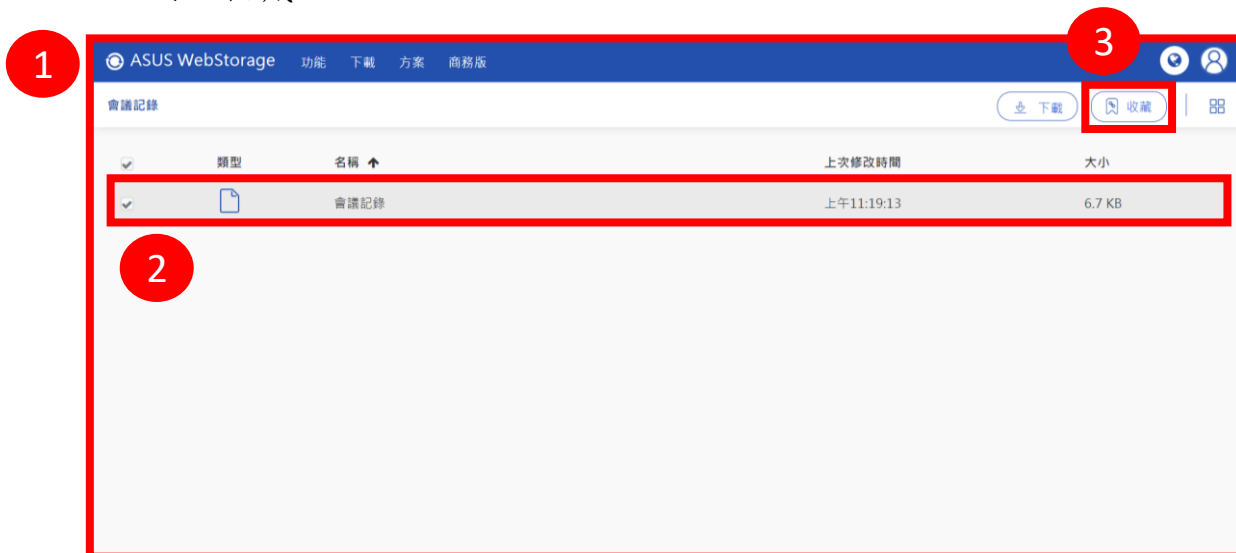 1
3
ASUS WebStorage 功能 下載 方案 商務版
會議記錄 下載 收藏
類型 名稱 ↑ 上次修改時間 大小
會議記錄 上午11:19:13 6.7 KB
2